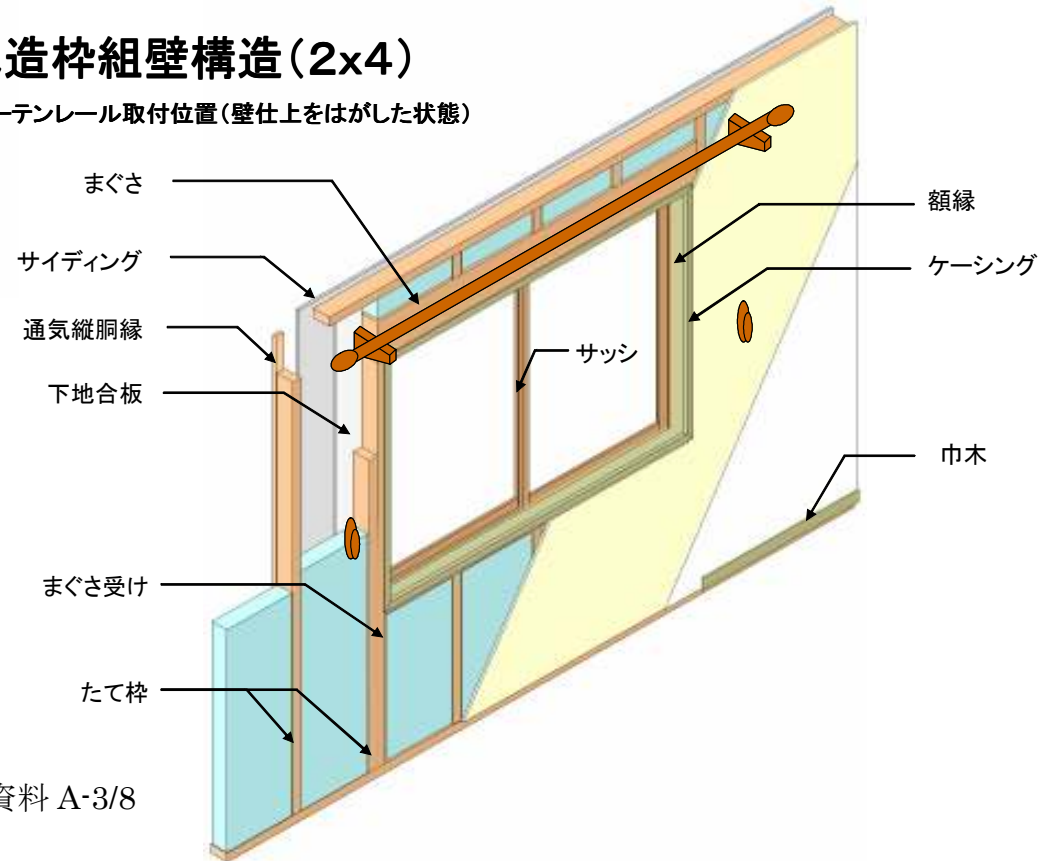 造枠組壁構造(2x4)
ーテンレール取付位置(壁仕上をはがした状態)
まぐさ
サイディング
通気縦胴縁
下地合板
まぐさ受け
たて枠
サッシ
額縁
ケーシング
巾木
資料 A-3/8